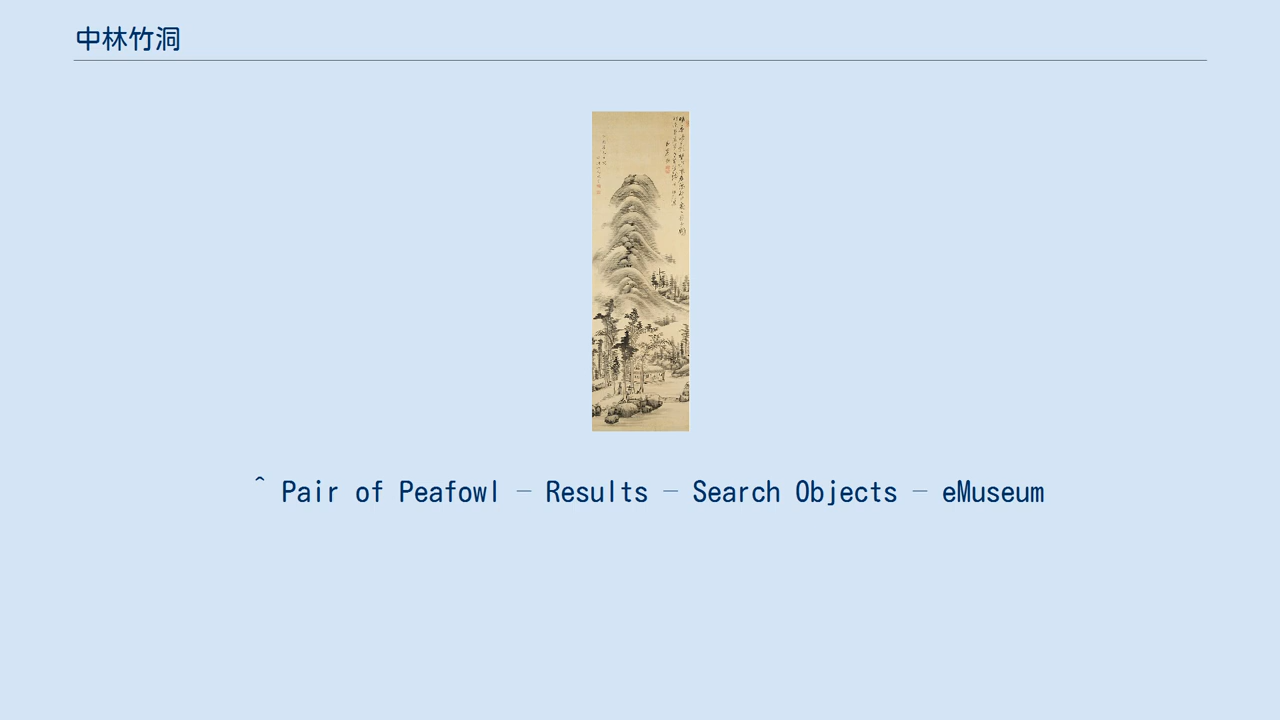 中林竹洞
^ Pair of Peafowl – Results – Search Objects – eMuseum